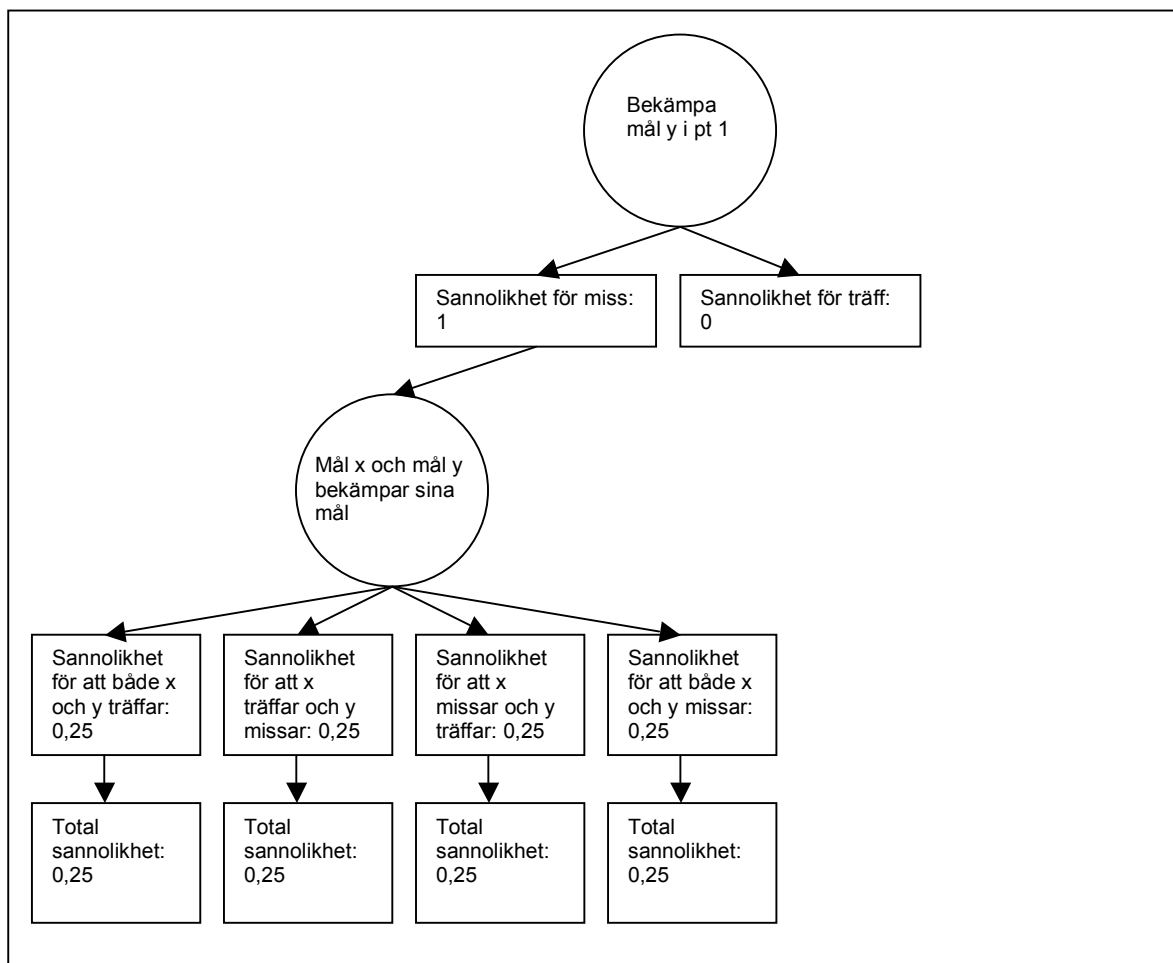 Bekämpa
mål y i pt 1
Sannolikhet för miss:
1
Sannolikhet för träff:
0
Mål x och mål y
bekämpar sina
mål
Sannolikhet
för att både x
och y träffar:
0,25
Sannolikhet
för att x
träffar och y
missar: 0,25
Sannolikhet
för att x
missar och y
träffar: 0,25
Sannolikhet
för att både x
och y missar:
0,25
Total
sannolikhet:
0,25
Total
sannolikhet:
0,25
Total
sannolikhet:
0,25
Total
sannolikhet:
0,25